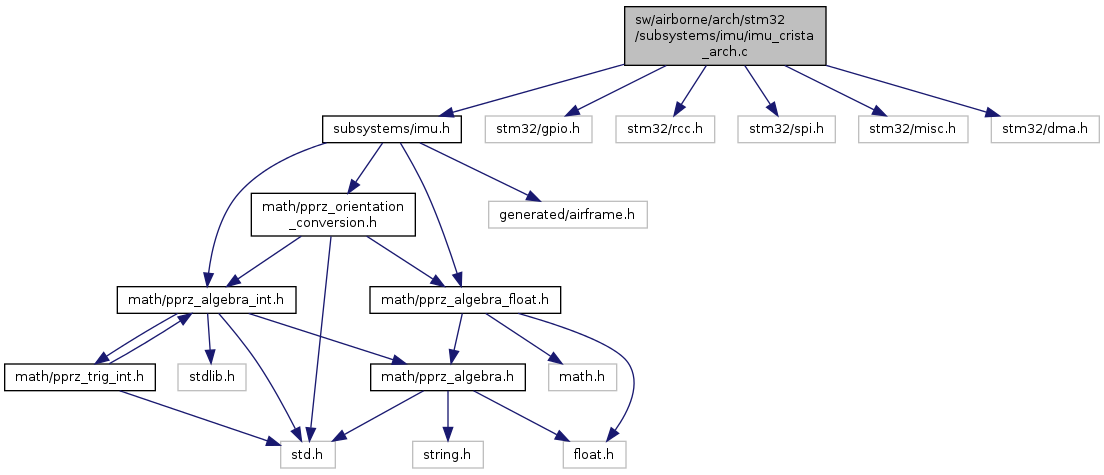 sw/airborne/arch/stm32
/subsystems/imu/imu_crista
_arch.c
subsystems/imu.h
stm32/gpio.h
stm32/rcc.h
stm32/spi.h
stm32/misc.h
stm32/dma.h
math/pprz_orientation
_conversion.h
generated/airframe.h
math/pprz_algebra_int.h
math/pprz_algebra_float.h
math/pprz_trig_int.h
stdlib.h
math/pprz_algebra.h
math.h
std.h
string.h
float.h